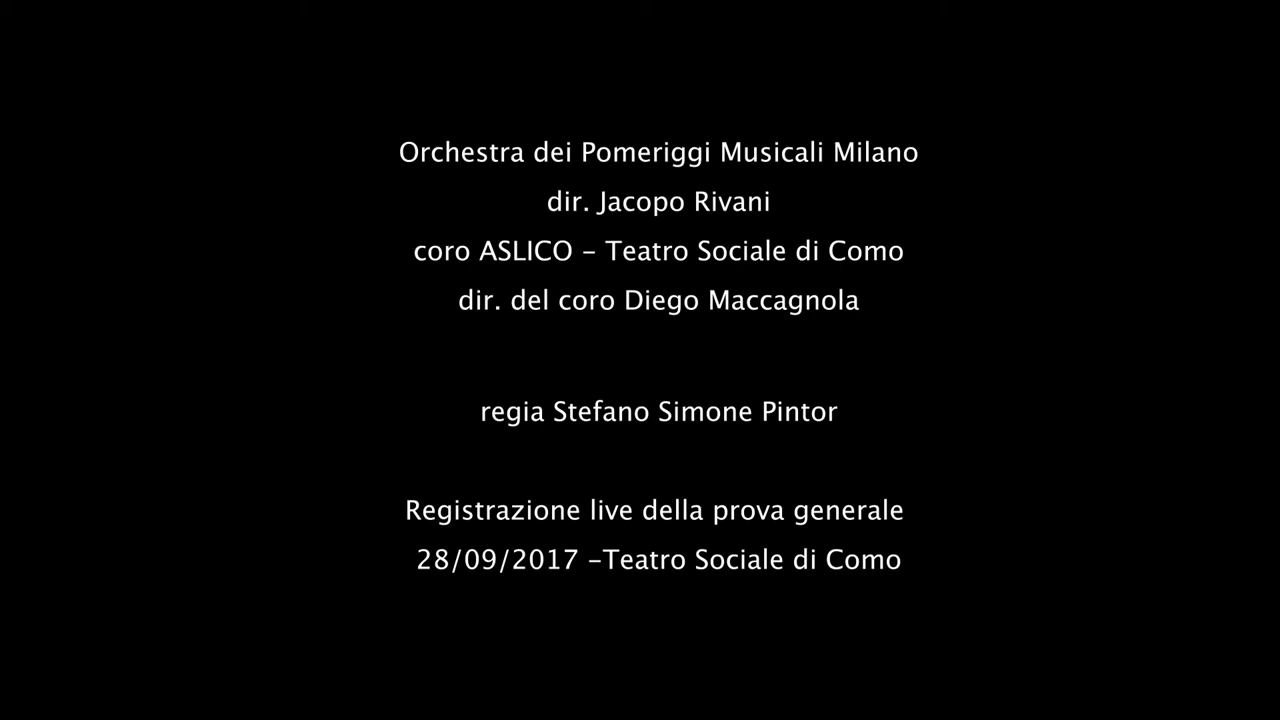 Orchestra dei Pomeriggi Musicali Milano
dir. Jacopo Rivani
coro ASLICO – Teatro Sociale di Como
dir. del coro Diego Maccagnola
regia Stefano Simone Pintor
Registrazione live della prova generale
28/09/2017 –Teatro Sociale di Como